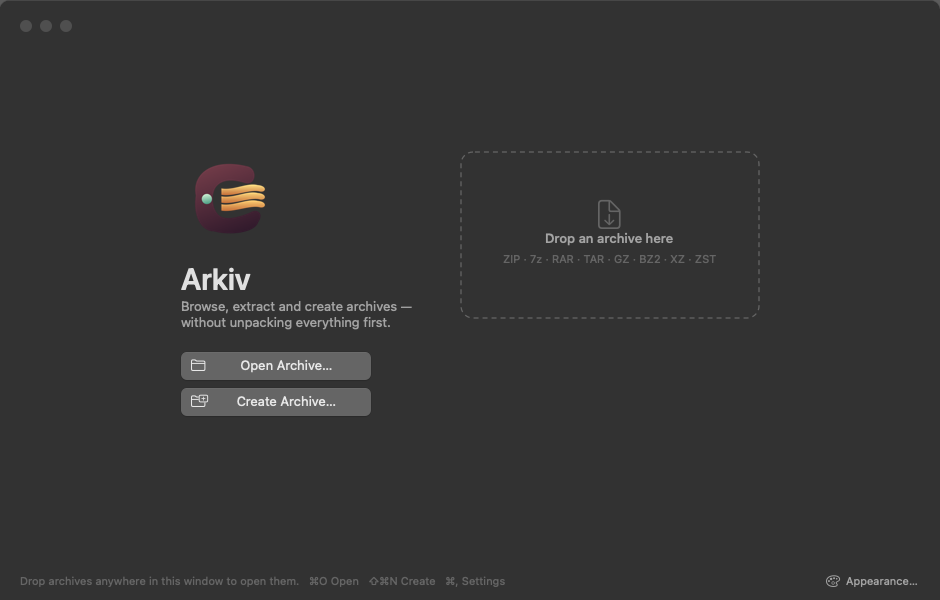 Arkiv
Browse, extract and create archives —
without unpacking everything first.
Open Archive...
Create Archive...
Drop an archive here
ZIP · 7z · RAR · TAR · GZ · BZ2 · XZ · ZST
Drop archives anywhere in this window to open them. ⌘O Open ⇧⌘N Create ⌘, Settings
Appearance...